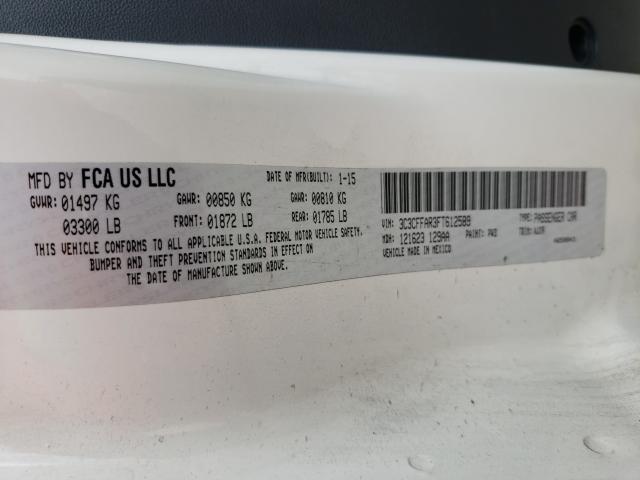 MFD BY FCA US LLC DATE OF MFR(BUILT): 1-15
GVWR: 01497 KG GAWR: 00850 KG GAWR: 00810 KG
03300 LB FRONT: 01872 LB REAR: 01785 LB
THIS VEHICLE CONFORMS TO ALL APPLICABLE U.S.A. FEDERAL MOTOR VEHICLE SAFETY,
BUMPER AND THEFT PREVENTION STANDARDS IN EFFECT ON
THE DATE OF MANUFACTURE SHOWN ABOVE.
VIN: 3C3CFFAR3FT612509 TYPE: PASSENGER CAR
MDH: 121623 129AA PAINT: PW3 TRIM:
VEHICLE MADE IN MEXICO